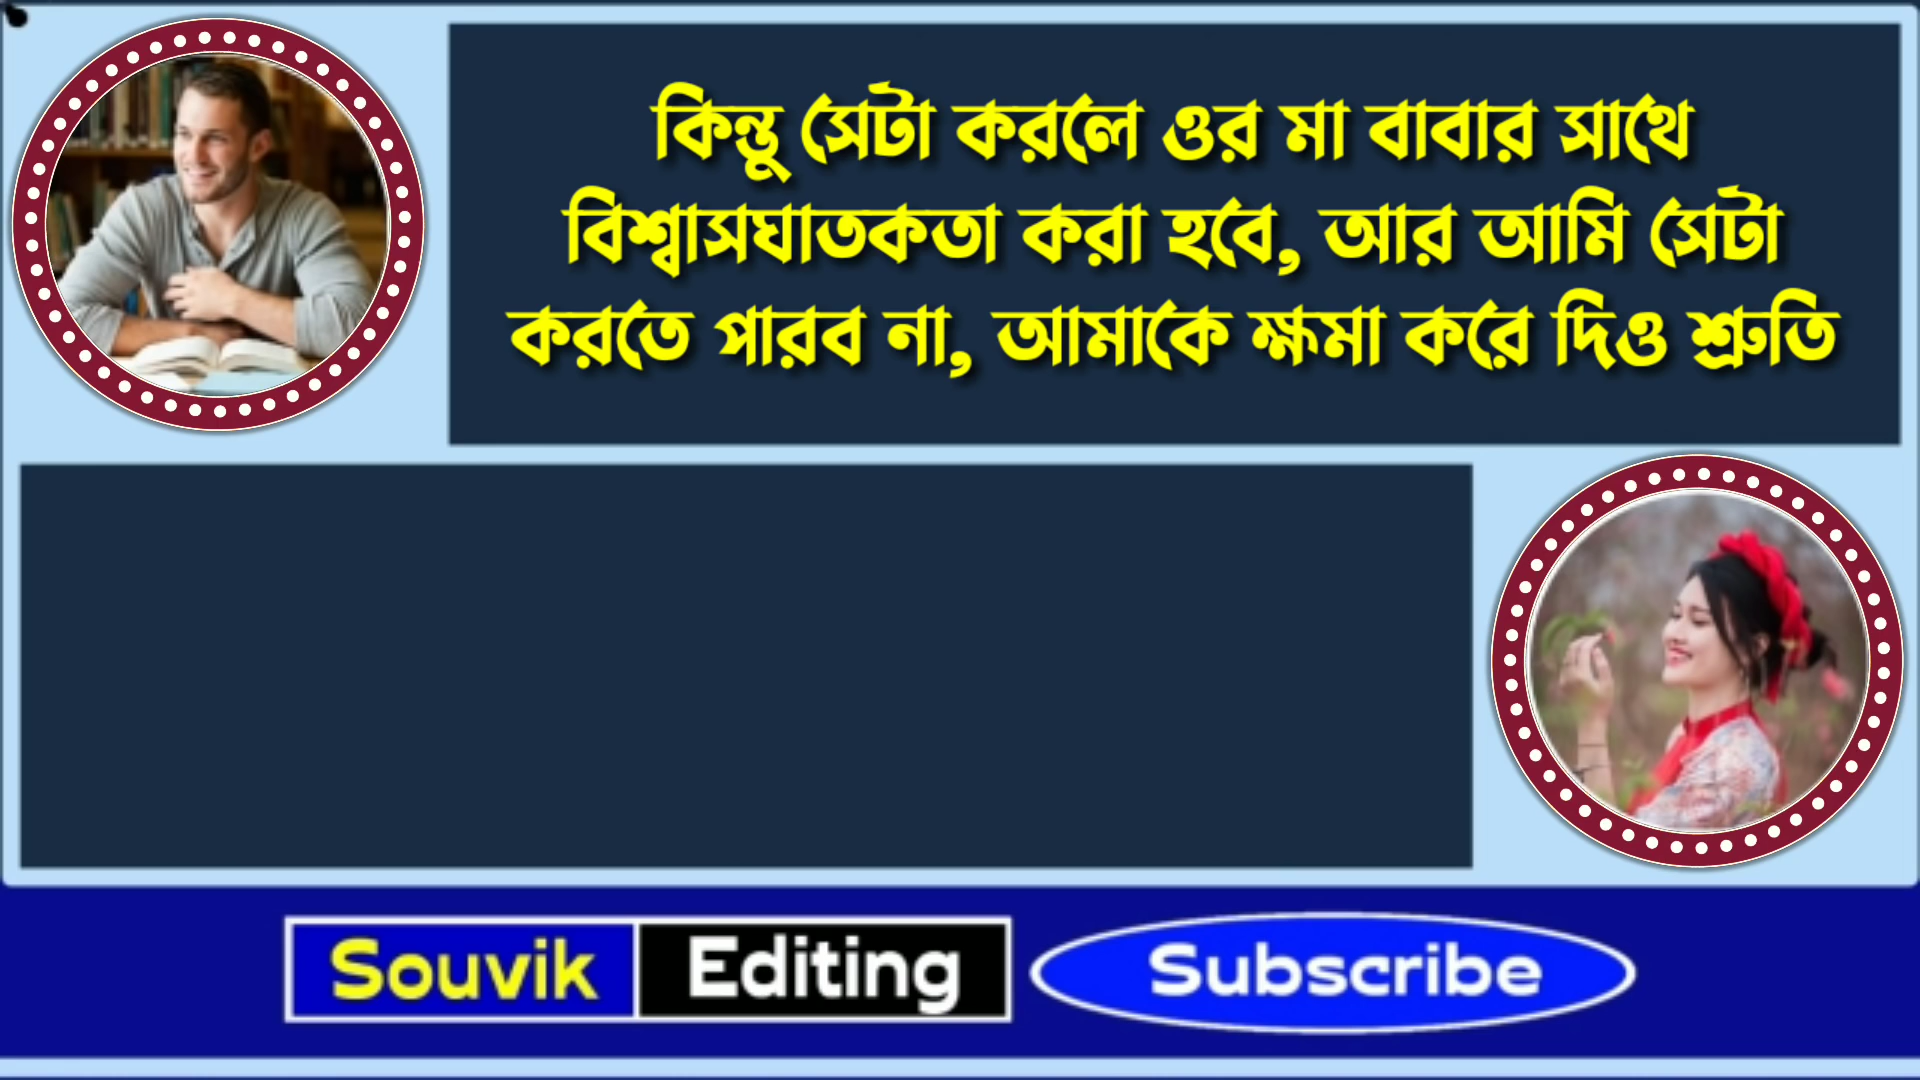 কিন্তু সেটা করলে ওর মা বাবার সাথে
বিশ্বাসঘাতকতা করা হবে, আর আমি সেটা
করতে পারব না, আমাকে ক্ষমা করে দিও শ্রুতি
Souvik Editing Subscribe